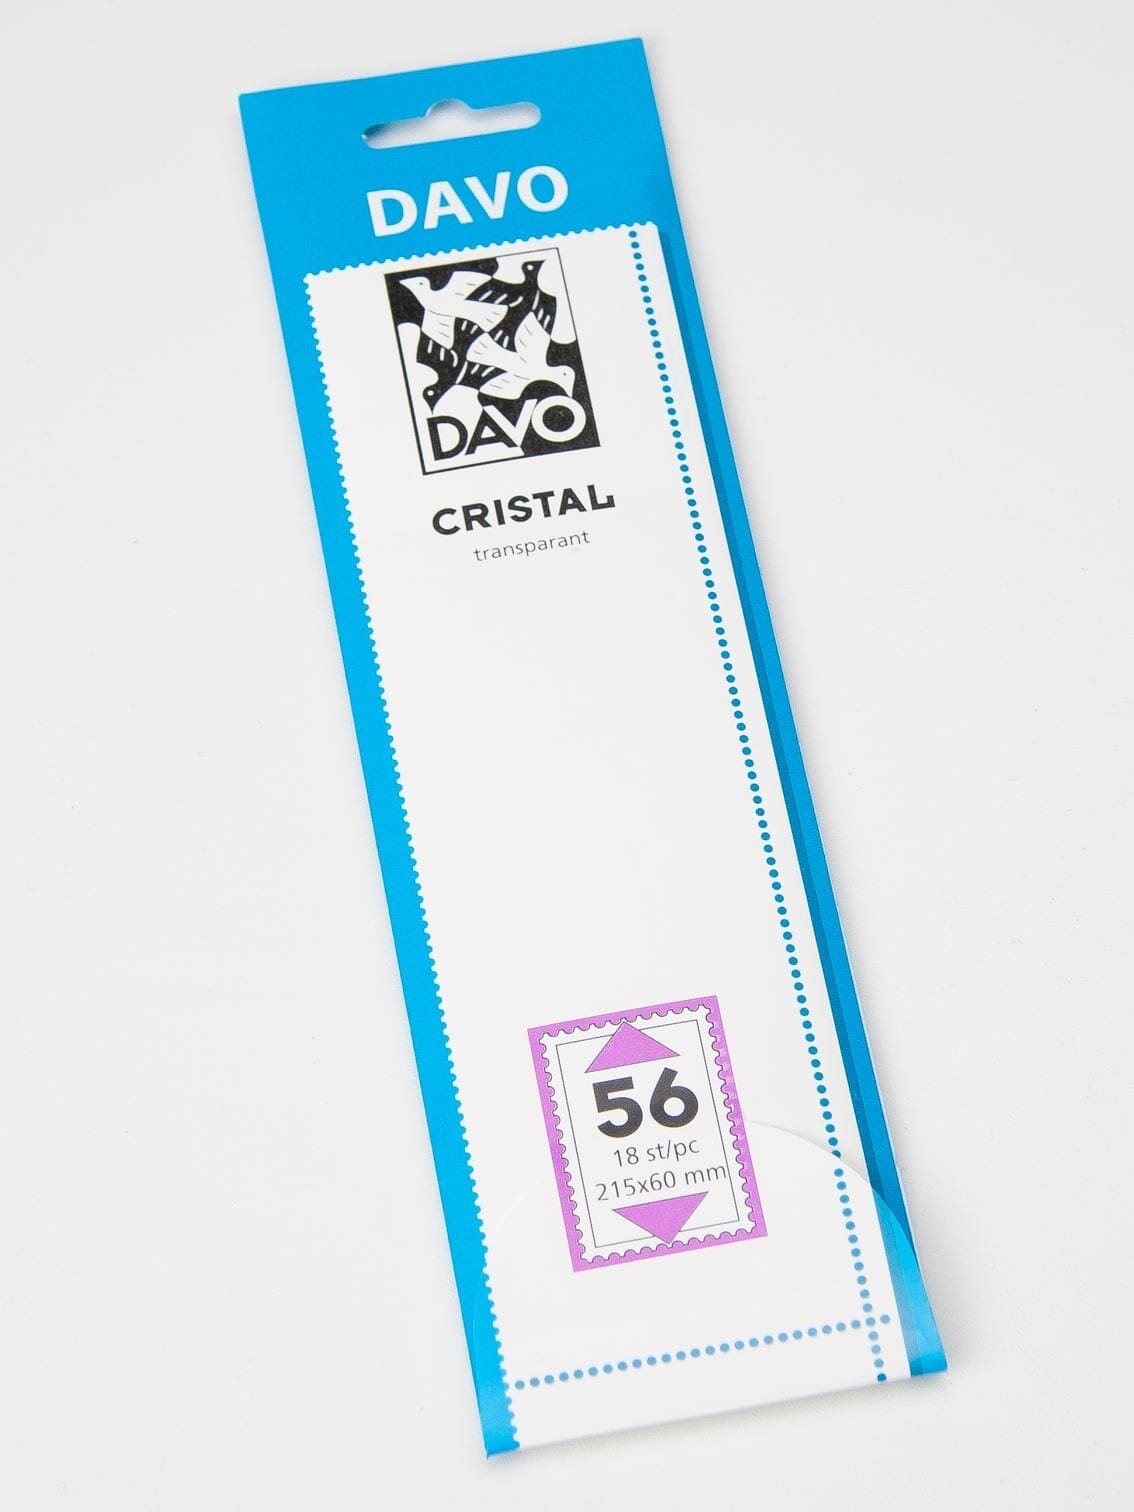 DAVO
DAVO
CRISTAL
transparant
56
18 st/pc
215x60 mm